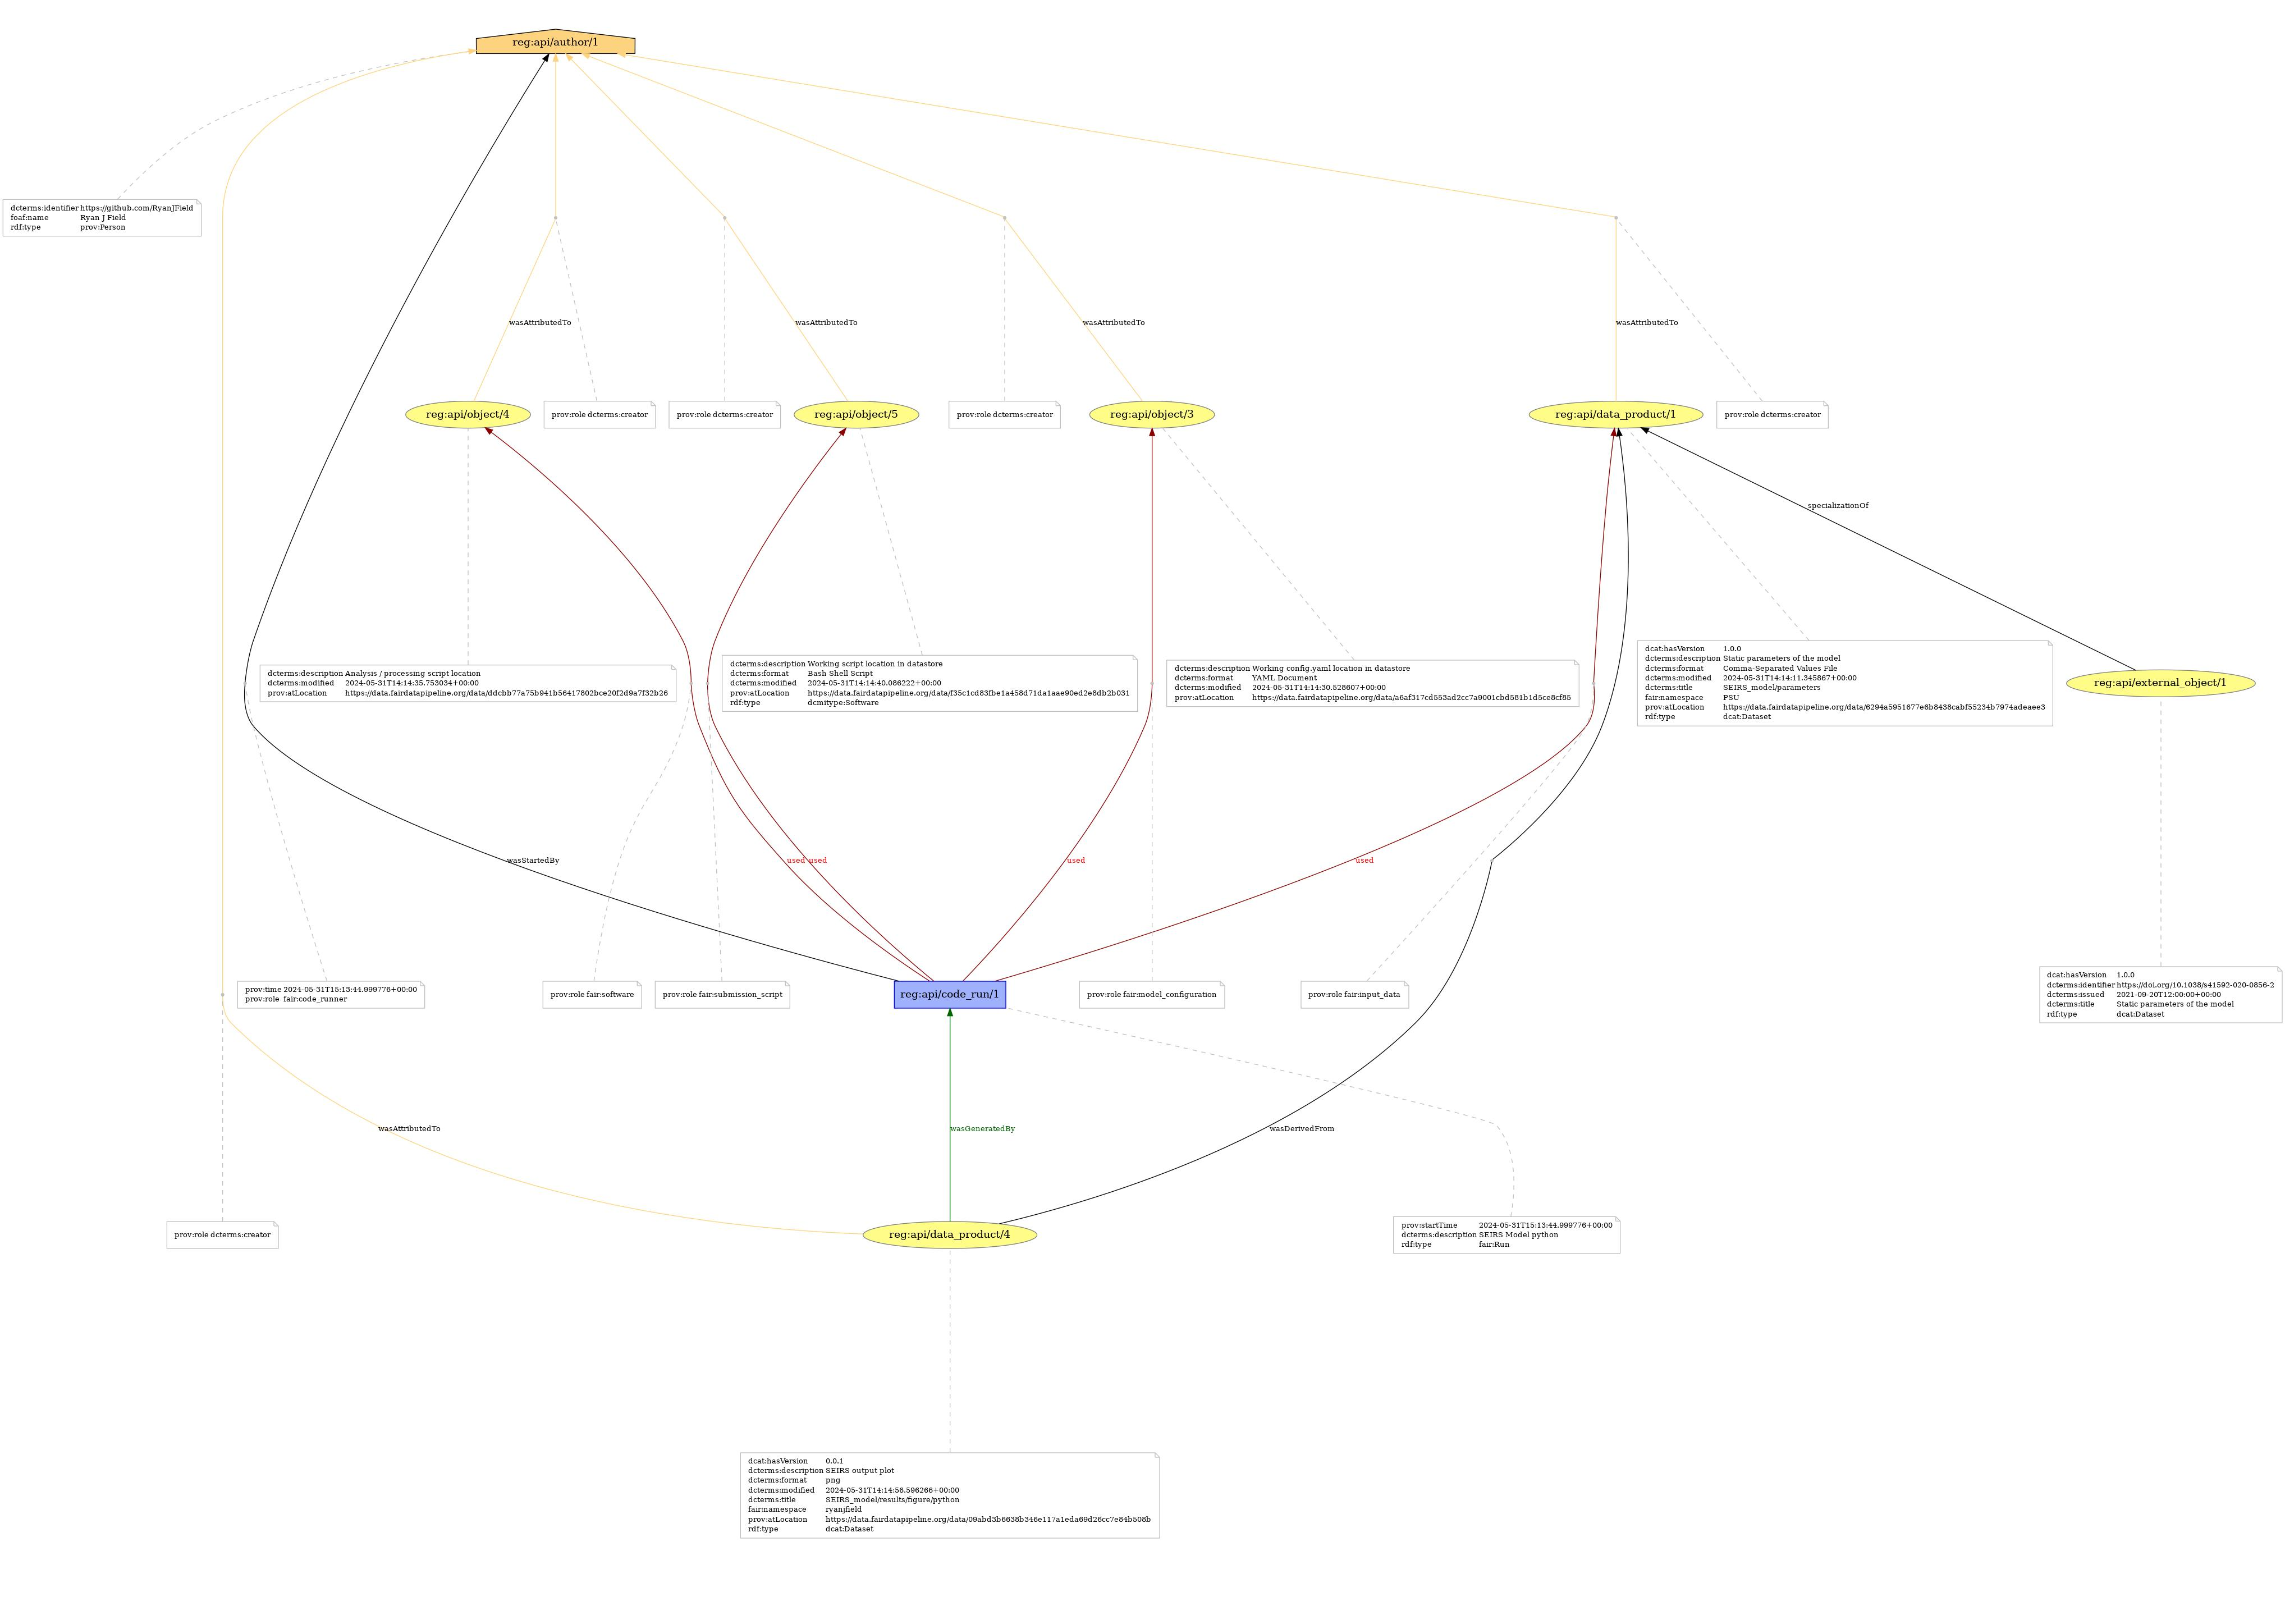 reg:api/author/1
dcterms:identifier https://github.com/RyanJField
foaf:name Ryan J Field
rdf:type prov:Person
wasAttributedTo
wasAttributedTo
wasAttributedTo
wasAttributedTo
reg:api/object/4
prov:role dcterms:creator
prov:role dcterms:creator
reg:api/object/5
prov:role dcterms:creator
reg:api/object/3
reg:api/data_product/1
prov:role dcterms:creator
specializationOf
dcterms:description Analysis / processing script location
dcterms:modified 2024-05-31T14:14:35.753034+00:00
prov:atLocation https://data.fairdatapipeline.org/data/ddcbb77a75b941b56417802bce20f2d9a7f32b26
dcterms:description Working script location in datastore
dcterms:format Bash Shell Script
dcterms:modified 2024-05-31T14:14:40.086222+00:00
prov:atLocation https://data.fairdatapipeline.org/data/f35c1cd83fbe1a458d71da1aae90ed2e8db2b031
rdf:type dcmitype:Software
dcterms:description Working config.yaml location in datastore
dcterms:format YAML Document
dcterms:modified 2024-05-31T14:14:30.528607+00:00
prov:atLocation https://data.fairdatapipeline.org/data/a6af317cd553ad2cc7a9001cbd581b1d5ce8cf85
dcat:hasVersion 1.0.0
dcterms:description Static parameters of the model
dcterms:format Comma-Separated Values File
dcterms:modified 2024-05-31T14:14:11.345867+00:00
dcterms:title SEIRS_model/parameters
fair:namespace PSU
prov:atLocation https://data.fairdatapipeline.org/data/6294a5951677e6b8438cabf55234b7974adeaee3
rdf:type dcat:Dataset
reg:api/external_object/1
wasStartedBy
used
used
used
used
prov:time 2024-05-31T15:13:44.999776+00:00
prov:role fair:code_runner
prov:role fair:software
prov:role fair:submission_script
reg:api/code_run/1
prov:role fair:model_configuration
prov:role fair:input_data
dcat:hasVersion 1.0.0
dcterms:identifier https://doi.org/10.1038/s41592-020-0856-2
dcterms:issued 2021-09-20T12:00:00+00:00
dcterms:title Static parameters of the model
rdf:type dcat:Dataset
wasAttributedTo
wasGeneratedBy
wasDerivedFrom
prov:role dcterms:creator
reg:api/data_product/4
prov:startTime 2024-05-31T15:13:44.999776+00:00
dcterms:description SEIRS Model python
rdf:type fair:Run
dcat:hasVersion 0.0.1
dcterms:description SEIRS output plot
dcterms:format png
dcterms:modified 2024-05-31T14:14:56.596266+00:00
dcterms:title SEIRS_model/results/figure/python
fair:namespace ryanjfield
prov:atLocation https://data.fairdatapipeline.org/data/09abd3b6638b346e117a1eda69d26cc7e84b508b
rdf:type dcat:Dataset